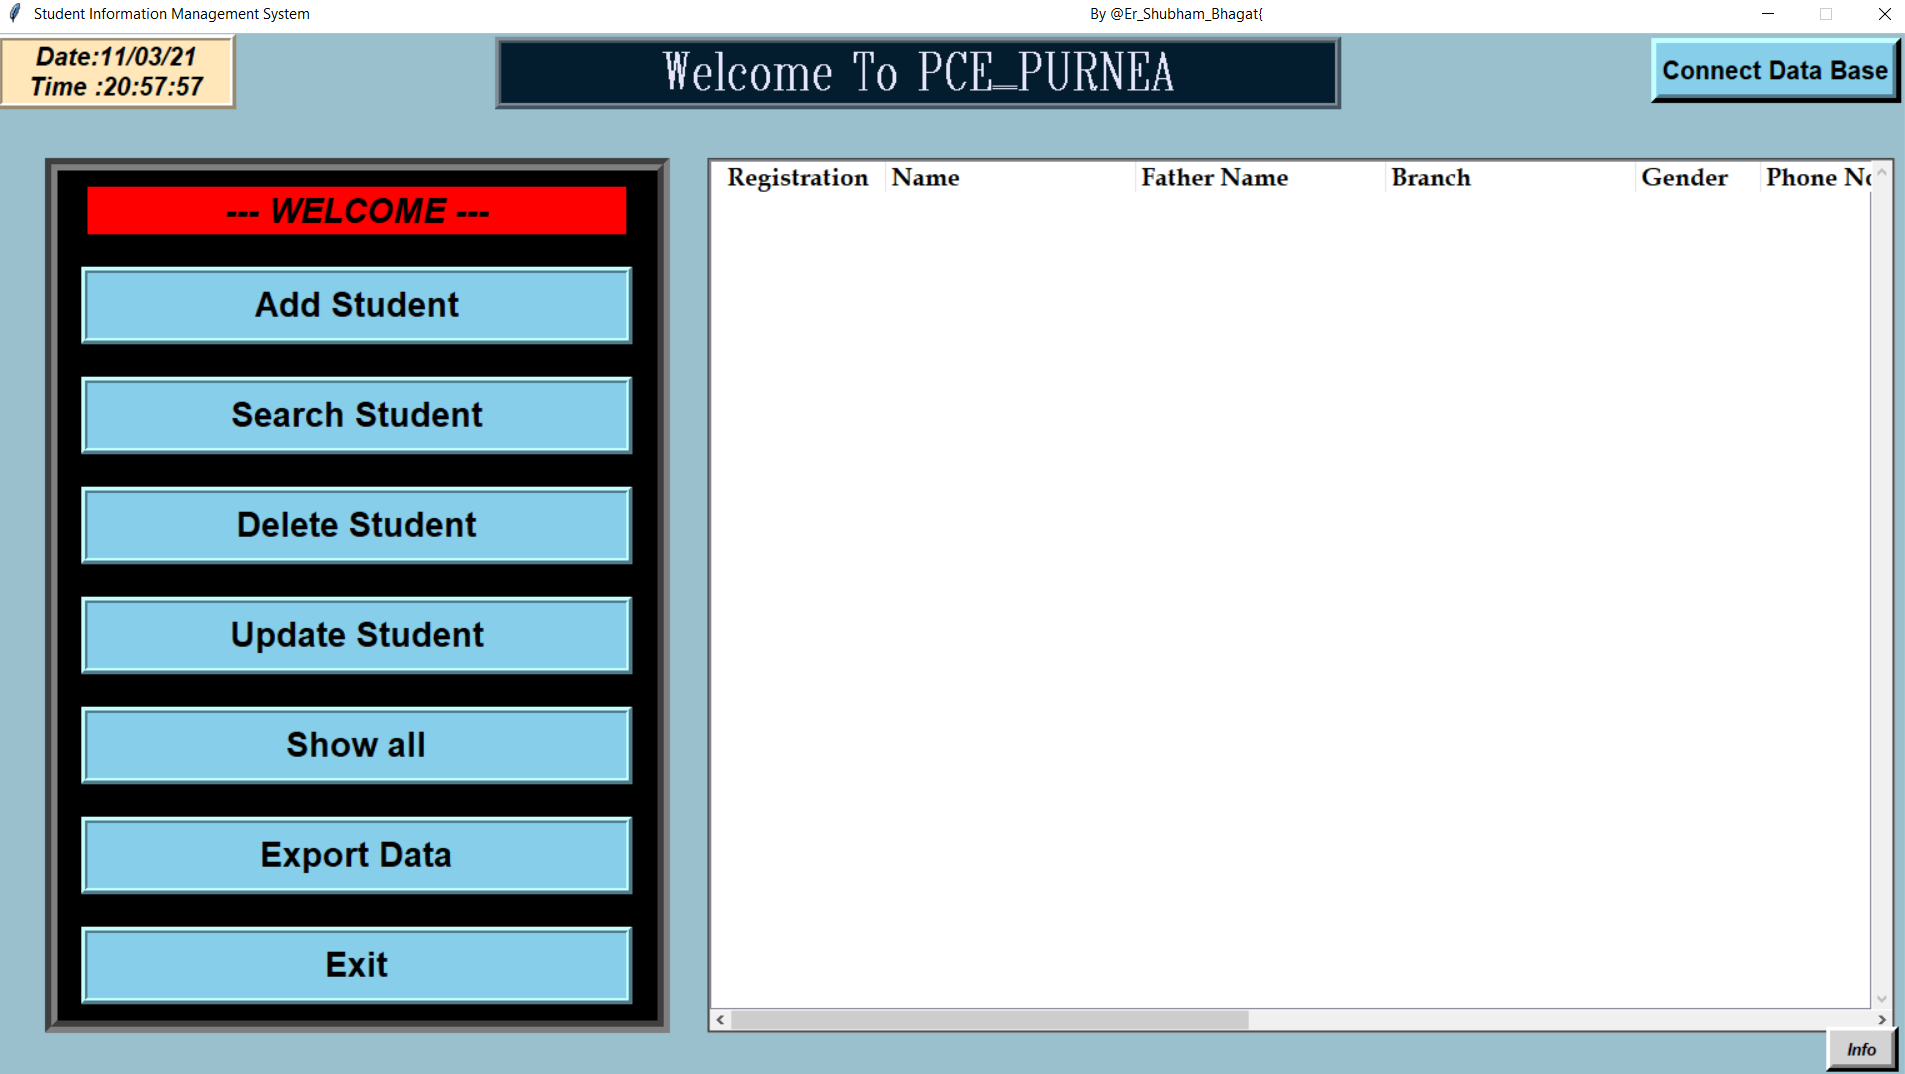 Student Information Management System By @Er_Shubham_Bhagat{
Date:11/03/21
Time :20:57:57
Welcome To PCE_PURNEA
Connect Data Base
--- WELCOME ---
Add Student
Search Student
Delete Student
Update Student
Show all
Export Data
Exit
Registration Name Father Name Branch Gender Phone
Info